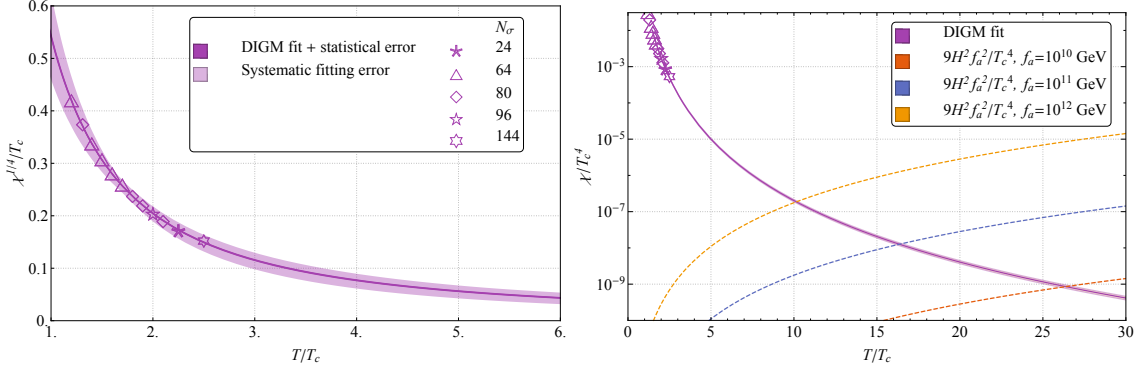 0.6
0.5
0.4
0.3
0.2
0.1
0
χ^{1/4}/T_c
1.
2.
3.
4.
5.
6.
T/T_c
DIGM fit + statistical error
Systematic fitting error
N_σ
24
64
80
96
144
10^{-3}
10^{-5}
10^{-7}
10^{-9}
χ/T_c^4
0
5
10
15
20
25
30
T/T_c
DIGM fit
9H^2f_a^2/T_c^4, f_a=10^{10} GeV
9H^2f_a^2/T_c^4, f_a=10^{11} GeV
9H^2f_a^2/T_c^4, f_a=10^{12} GeV